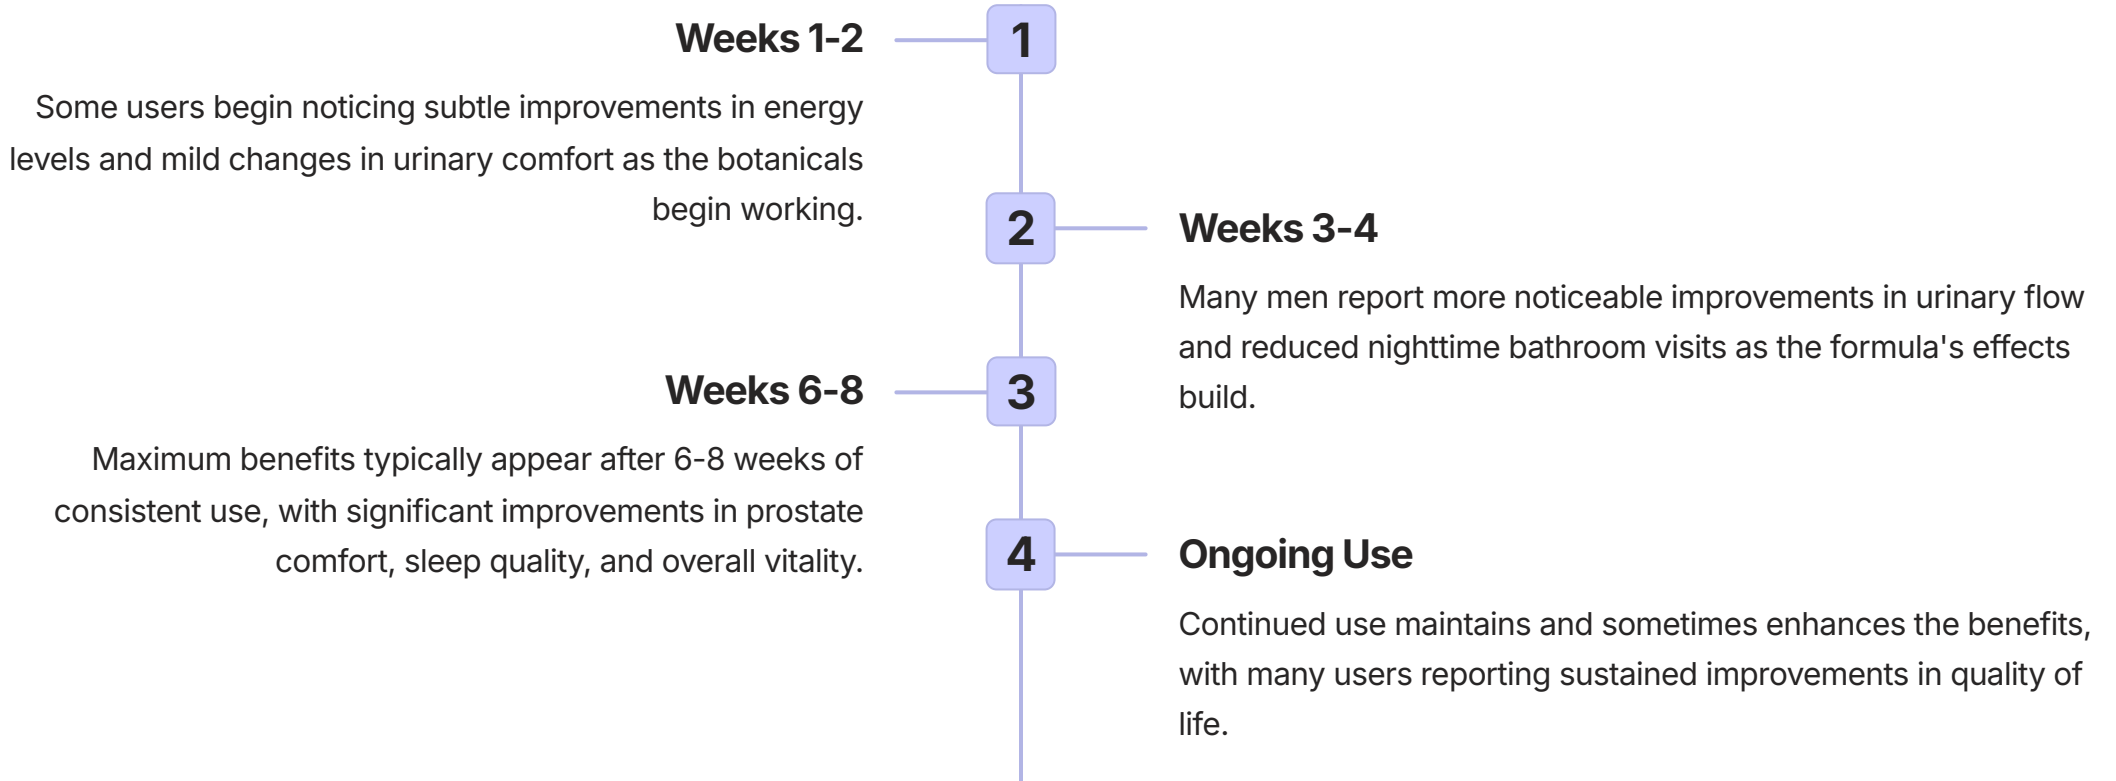 Weeks 1-2
1
Some users begin noticing subtle improvements in energy
levels and mild changes in urinary comfort as the botanicals
begin working.
2
Weeks 3-4
Many men report more noticeable improvements in urinary flow
and reduced nighttime bathroom visits as the formula's effects
build.
Weeks 6-8
3
Maximum benefits typically appear after 6-8 weeks of
consistent use, with significant improvements in prostate
comfort, sleep quality, and overall vitality.
4
Ongoing Use
Continued use maintains and sometimes enhances the benefits,
with many users reporting sustained improvements in quality of
life.